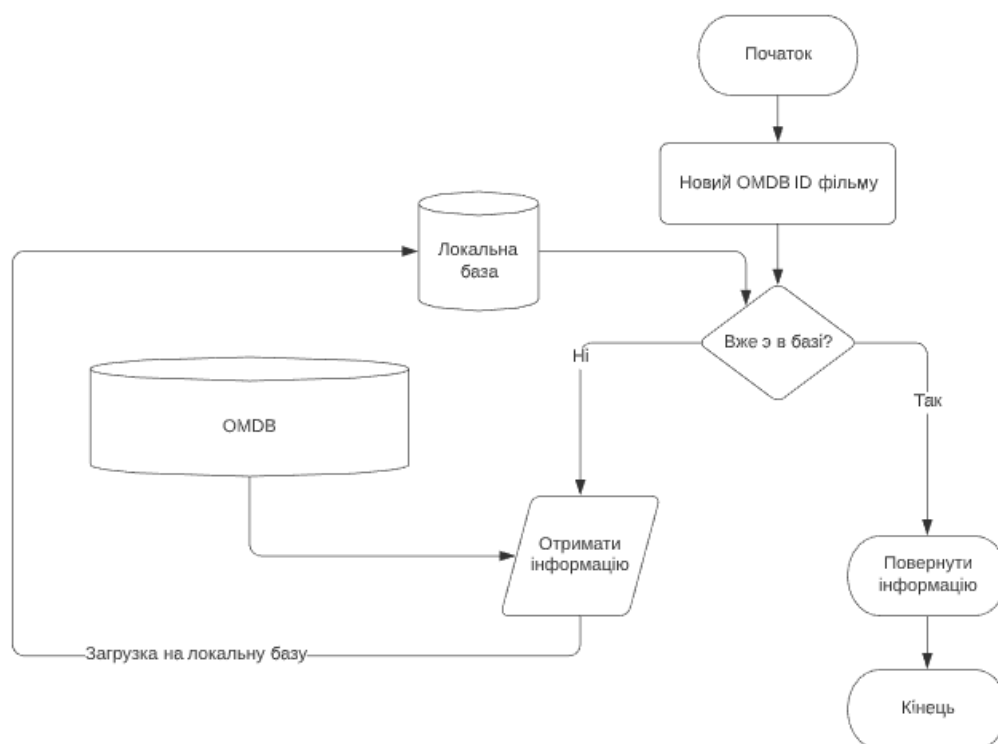 Початок
Новий OMDB ID фільму
Локальна
база
Вже э в базі?
Ні
Так
OMDB
Отримати
інформацію
Повернути
інформацію
Загрузка на локальну базу
Кінець